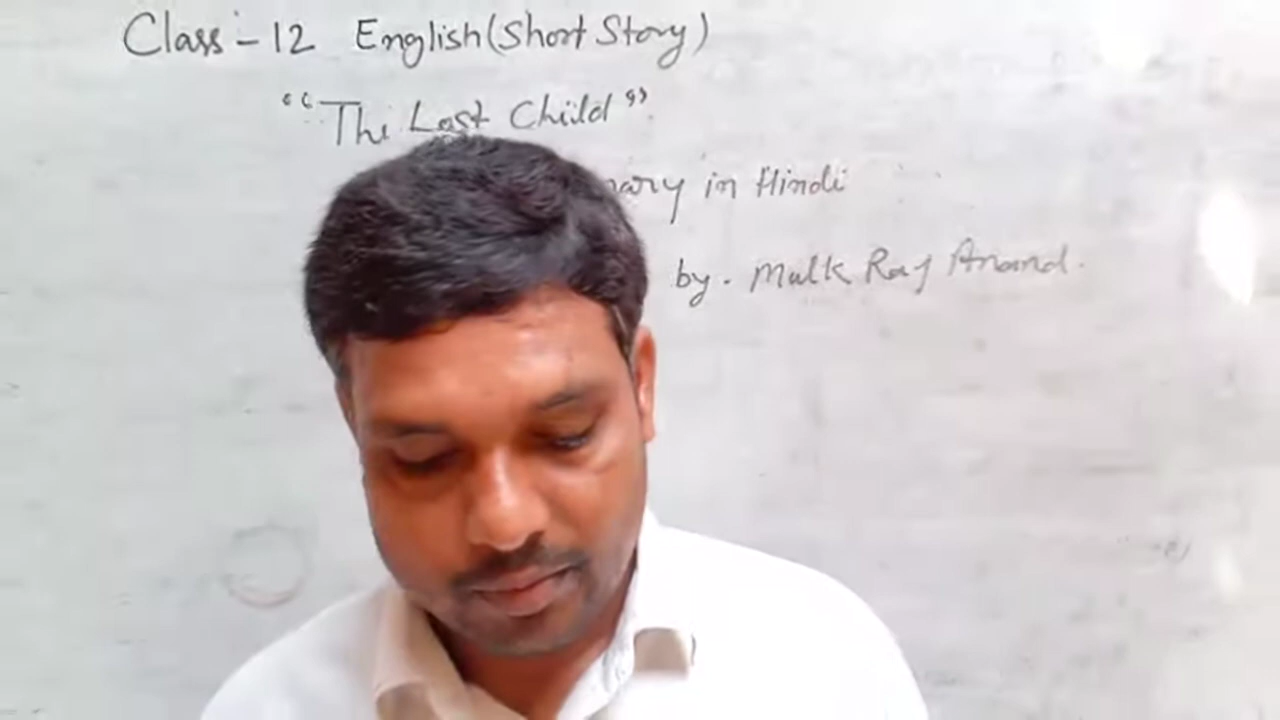 Class - 12 English (Short Story)
"The Lost Child"
in Hindi
by. Mulk Raj Anand.